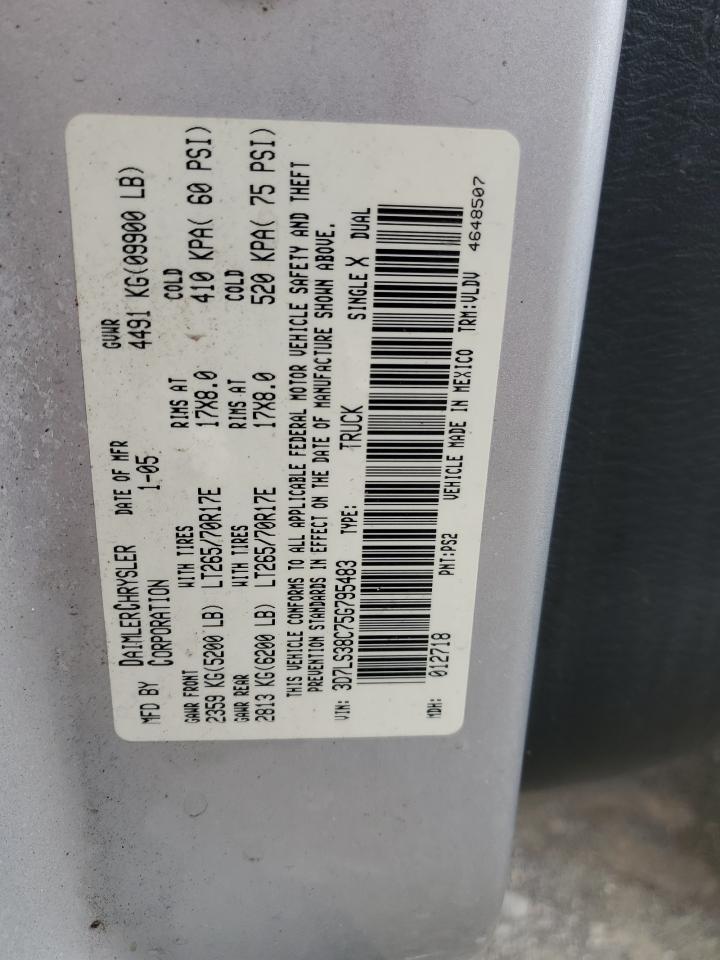 MFD BY DAIMLERCHRYSLER CORPORATION
DATE OF MFR 1-05
GVWR 4491 KG(09900 LB)
GAWR FRONT WITH TIRES RIMS AT COLD
2359 KG(5200 LB) LT265/70R17E 17X8.0 410 KPA( 60 PSI)
GAWR REAR WITH TIRES RIMS AT COLD
2813 KG(6200 LB) LT265/70R17E 17X8.0 520 KPA( 75 PSI)
THIS VEHICLE CONFORMS TO ALL APPLICABLE FEDERAL MOTOR VEHICLE SAFETY AND THEFT
PREVENTION STANDARDS IN EFFECT ON THE DATE OF MANUFACTURE SHOWN ABOVE.
VIN: 3D7LS38C75G795483 TYPE: TRUCK SINGLE X DUAL
MDH: 012718 PNT:PS2 VEHICLE MADE IN MEXICO TRM:VLDV 4648507